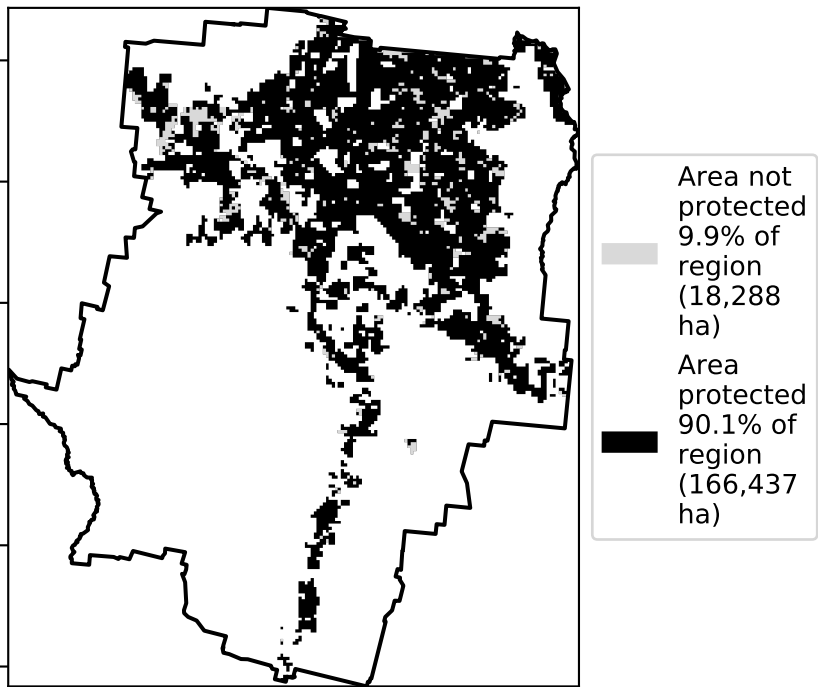 Area not
protected
9.9% of
region
(18,288
ha)
Area
protected
90.1% of
region
(166,437
ha)